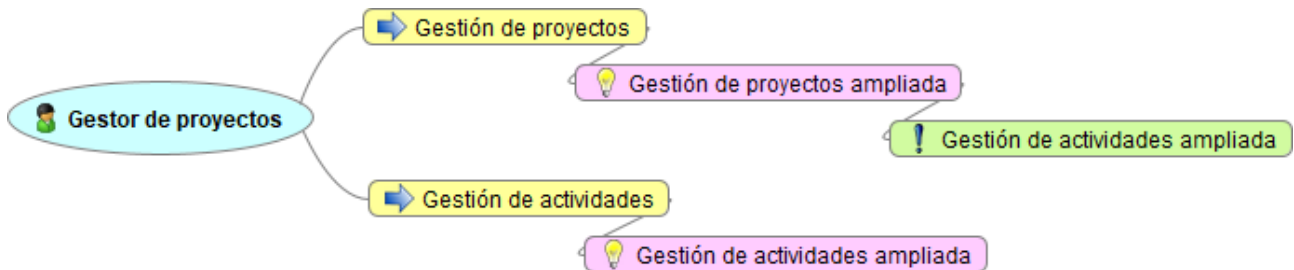 Gestión de proyectos
Gestión de proyectos ampliada
Gestor de proyectos
Gestión de actividades ampliada
Gestión de actividades
Gestión de actividades ampliada